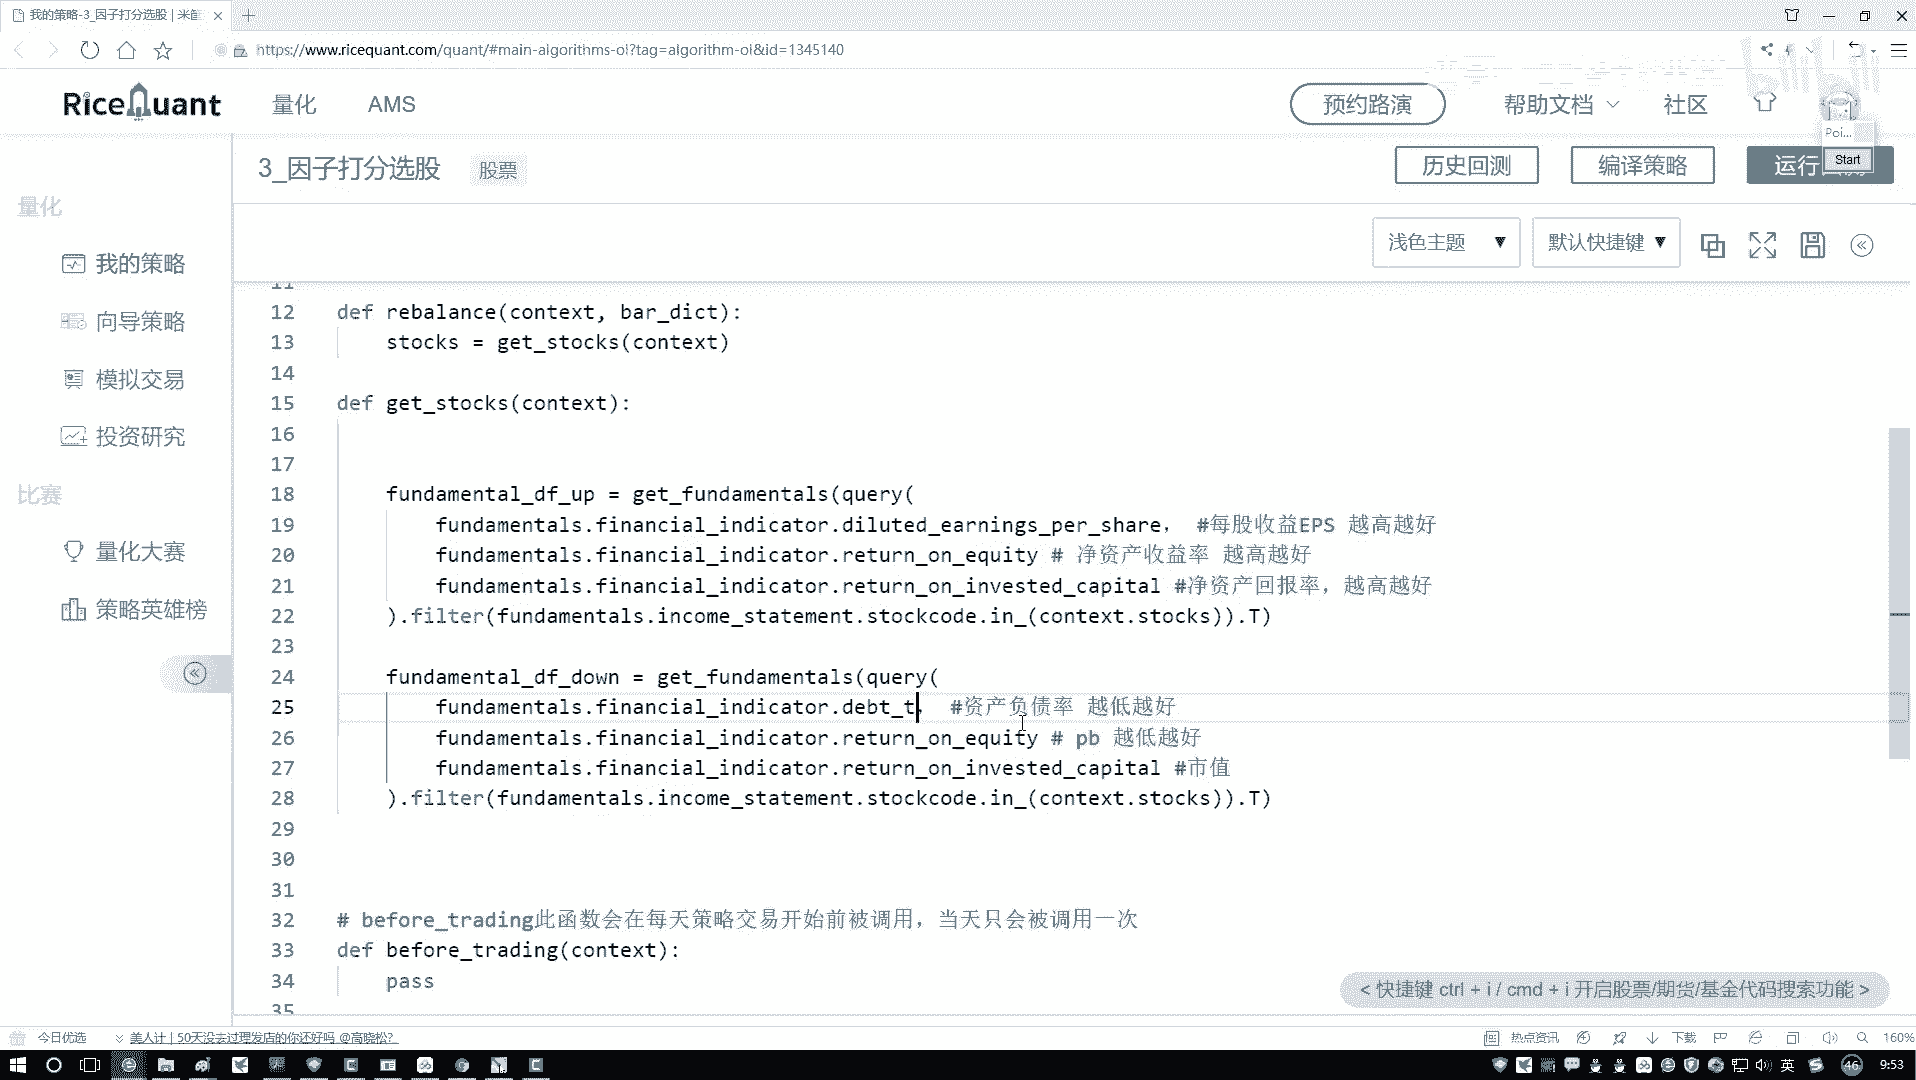 我的策略-3_因子打分选股 | 米筐
https://www.ricequant.com/quant/#main-algorithms-ol?tag=algorithm-ol&id=1345140
RiceQuant 量化 AMS 预约路演 帮助文档 社区
Poi...
Start
3_因子打分选股 股票 历史回测 编译策略 运行
浅色主题 默认快捷键
量化
我的策略
向导策略
模拟交易
投资研究
比赛
量化大赛
策略英雄榜
11
12 def rebalance(context, bar_dict):
13 stocks = get_stocks(context)
14
15 def get_stocks(context):
16
17
18 fundamental_df_up = get_fundamentals(query(
19 fundamentals.financial_indicator.diluted_earnings_per_share， #每股收益EPS 越高越好
20 fundamentals.financial_indicator.return_on_equity # 净资产收益率 越高越好
21 fundamentals.financial_indicator.return_on_invested_capital #净资产回报率，越高越好
22 ).filter(fundamentals.income_statement.stockcode.in_(context.stocks)).T)
23
24 fundamental_df_down = get_fundamentals(query(
25 fundamentals.financial_indicator.debt_t， #资产负债率 越低越好
26 fundamentals.financial_indicator.return_on_equity # pb 越低越好
27 fundamentals.financial_indicator.return_on_invested_capital #市值
28 ).filter(fundamentals.income_statement.stockcode.in_(context.stocks)).T)
29
30
31
32 # before_trading此函数会在每天策略交易开始前被调用，当天只会被调用一次
33 def before_trading(context):
34 pass
35
< 快捷键 ctrl + i / cmd + i 开启股票/期货/基金代码搜索功能 >
今日优选 美人计 | 50天没去过理发店的你还好吗 @高晓松? 热点资讯 下载 160%
英 46 9:53